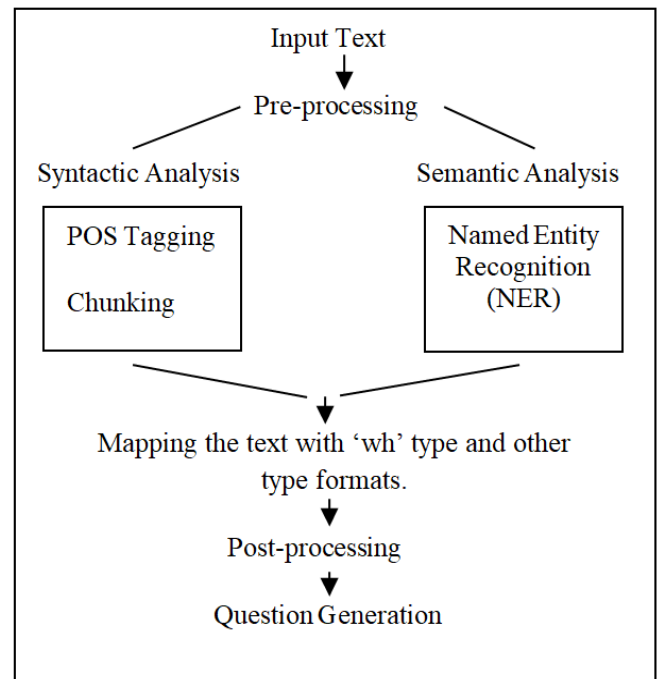 Input Text
Pre-processing
Syntactic Analysis
Semantic Analysis
POS Tagging
Chunking
Named Entity
Recognition
(NER)
Mapping the text with ‘wh’ type and other
type formats.
Post-processing
Question Generation